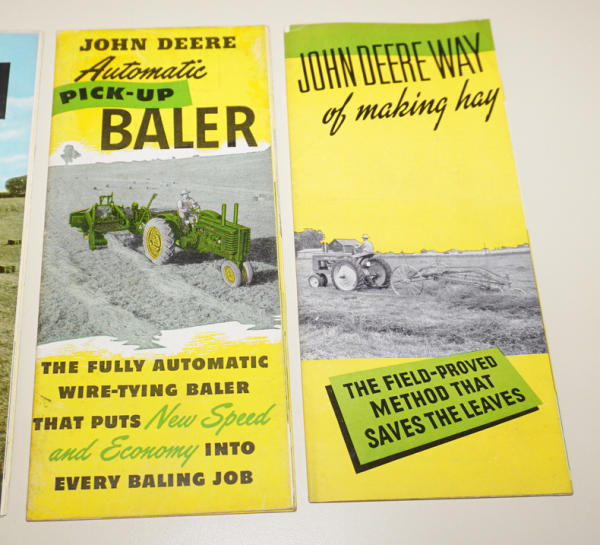 JOHN DEERE
Automatic
PICK-UP
BALER
THE FULLY AUTOMATIC
WIRE-TYING BALER
THAT PUTS New Speed
and Economy INTO
EVERY BALING JOB
JOHN DEERE WAY
of making hay
THE FIELD-PROVED
METHOD THAT
SAVES THE LEAVES